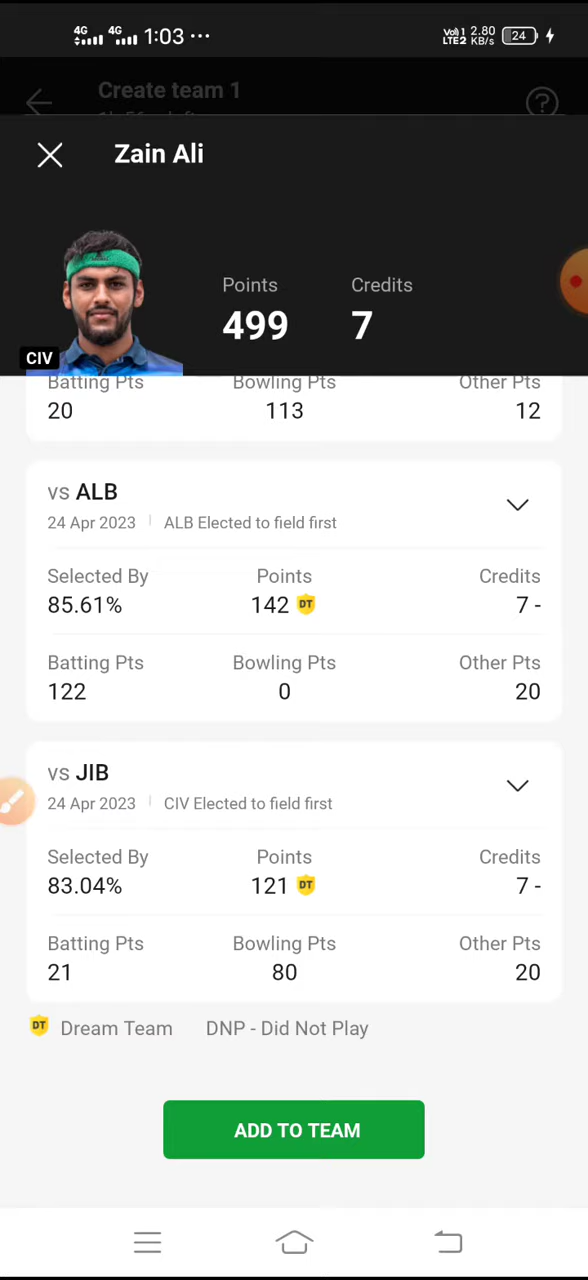 4G 4G 1:03 ... Vo) 1 LTE2 2.80 KB/s 24
Create team 1
Zain Ali
Points Credits
499 7
CIV
Batting Pts Bowling Pts Other Pts
20 113 12
vs ALB
24 Apr 2023 ALB Elected to field first
Selected By Points Credits
85.61% 142 DT 7 -
Batting Pts Bowling Pts Other Pts
122 0 20
vs JIB
24 Apr 2023 CIV Elected to field first
Selected By Points Credits
83.04% 121 DT 7 -
Batting Pts Bowling Pts Other Pts
21 80 20
DT Dream Team DNP - Did Not Play
ADD TO TEAM